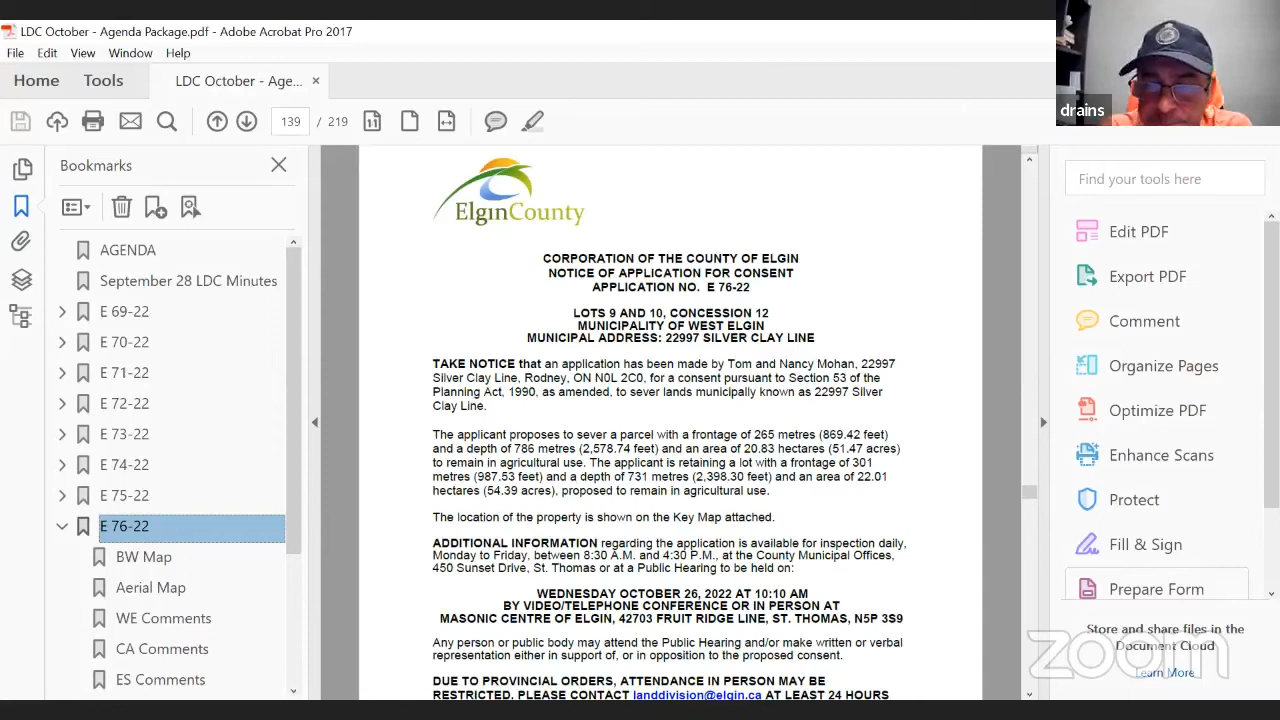 LDC October - Agenda Package.pdf - Adobe Acrobat Pro 2017
File Edit View Window Help
Home Tools LDC October - Age... ×
139 / 219
drains
Bookmarks
AGENDA
September 28 LDC Minutes
E 69-22
E 70-22
E 71-22
E 72-22
E 73-22
E 74-22
E 75-22
E 76-22
BW Map
Aerial Map
WE Comments
CA Comments
ES Comments
ElginCounty
CORPORATION OF THE COUNTY OF ELGIN
NOTICE OF APPLICATION FOR CONSENT
APPLICATION NO. E 76-22
LOTS 9 AND 10, CONCESSION 12
MUNICIPALITY OF WEST ELGIN
MUNICIPAL ADDRESS: 22997 SILVER CLAY LINE
TAKE NOTICE that an application has been made by Tom and Nancy Mohan, 22997
Silver Clay Line, Rodney, ON N0L 2C0, for a consent pursuant to Section 53 of the
Planning Act, 1990, as amended, to sever lands municipally known as 22997 Silver
Clay Line.
The applicant proposes to sever a parcel with a frontage of 265 metres (869.42 feet)
and a depth of 786 metres (2,578.74 feet) and an area of 20.83 hectares (51.47 acres)
to remain in agricultural use. The applicant is retaining a lot with a frontage of 301
metres (987.53 feet) and a depth of 731 metres (2,398.30 feet) and an area of 22.01
hectares (54.39 acres), proposed to remain in agricultural use.
The location of the property is shown on the Key Map attached.
ADDITIONAL INFORMATION regarding the application is available for inspection daily,
Monday to Friday, between 8:30 A.M. and 4:30 P.M., at the County Municipal Offices,
450 Sunset Drive, St. Thomas or at a Public Hearing to be held on:
WEDNESDAY OCTOBER 26, 2022 AT 10:10 AM
BY VIDEO/TELEPHONE CONFERENCE OR IN PERSON AT
MASONIC CENTRE OF ELGIN, 42703 FRUIT RIDGE LINE, ST. THOMAS, N5P 3S9
Any person or public body may attend the Public Hearing and/or make written or verbal
representation either in support of, or in opposition to the proposed consent.
DUE TO PROVINCIAL ORDERS, ATTENDANCE IN PERSON MAY BE
RESTRICTED. PLEASE CONTACT landdivision@elgin.ca AT LEAST 24 HOURS
Find your tools here
Edit PDF
Export PDF
Comment
Organize Pages
Optimize PDF
Enhance Scans
Protect
Fill & Sign
Prepare Form
Store and share files in the
Document Cloud
Learn More
zoom